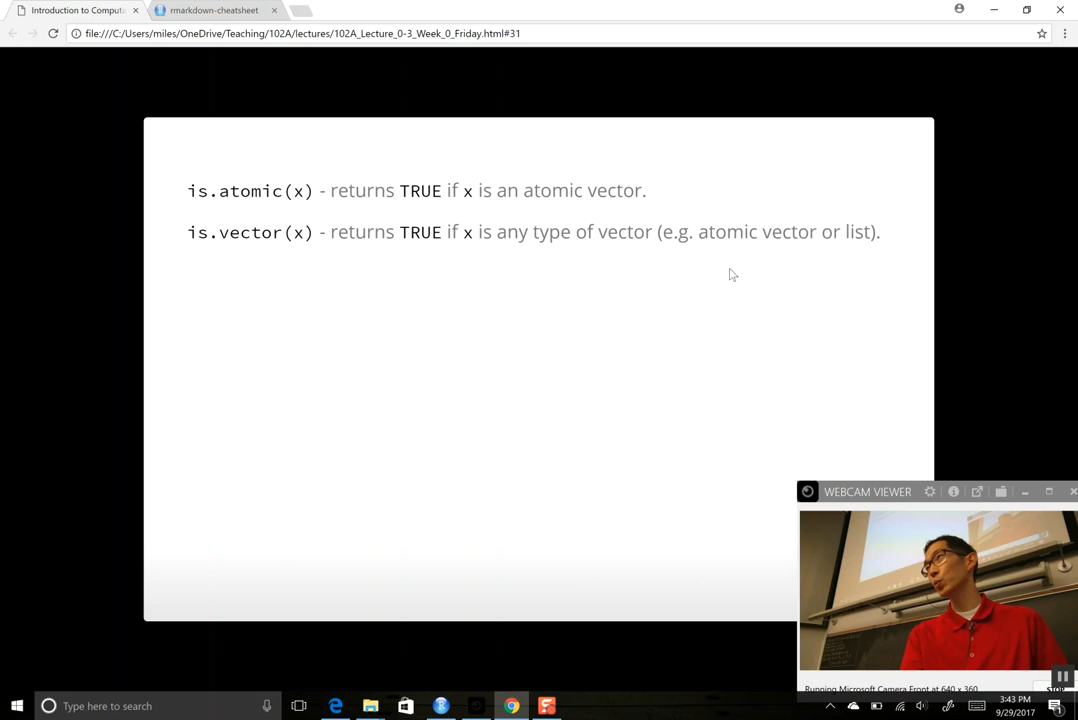 Introduction to Computa
rmarkdown-cheatsheet
file:///C:/Users/miles/OneDrive/Teaching/102A/lectures/102A_Lecture_0-3_Week_0_Friday.html#31
is.atomic(x) - returns TRUE if x is an atomic vector.
is.vector(x) - returns TRUE if x is any type of vector (e.g. atomic vector or list).
WEBCAM VIEWER
Running Microsoft Camera Front at 640 x 360
STOP
Type here to search
3:43 PM
9/29/2017